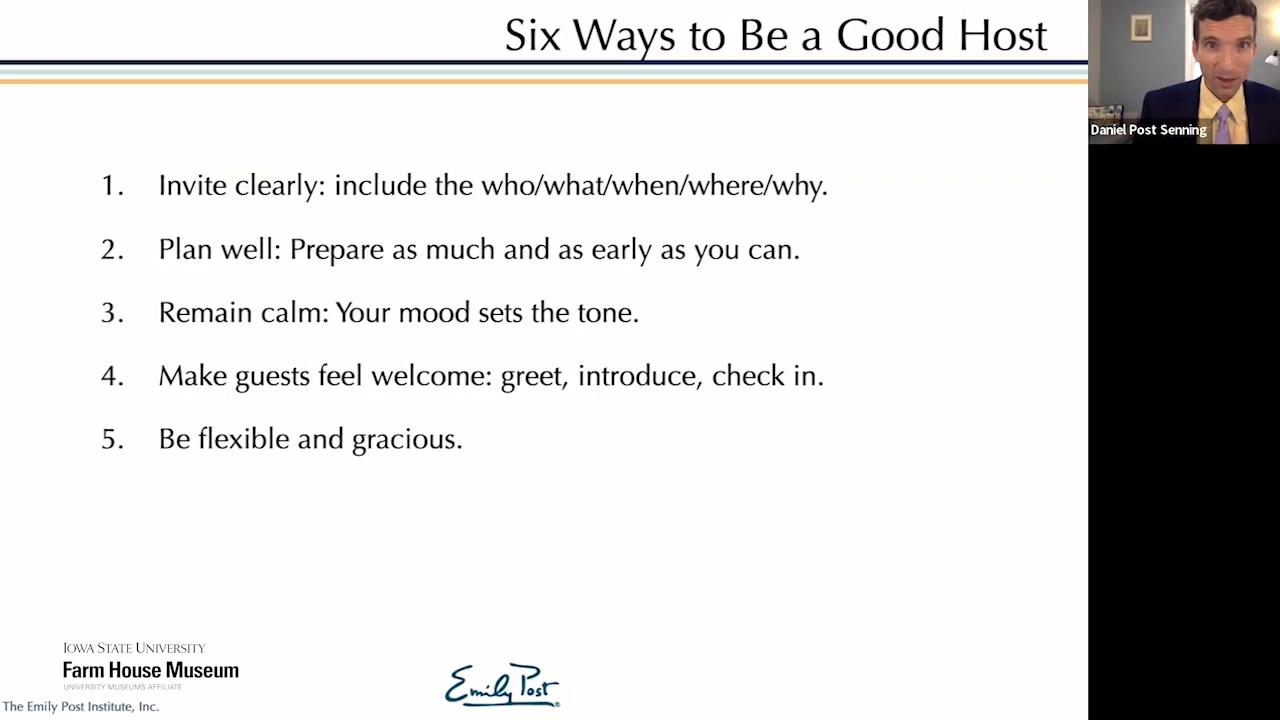 Six Ways to Be a Good Host
Daniel Post Senning
1. Invite clearly: include the who/what/when/where/why.
2. Plan well: Prepare as much and as early as you can.
3. Remain calm: Your mood sets the tone.
4. Make guests feel welcome: greet, introduce, check in.
5. Be flexible and gracious.
IOWA STATE UNIVERSITY
Farm House Museum
UNIVERSITY MUSEUMS AFFILIATE
Emily Post®
The Emily Post Institute, Inc.